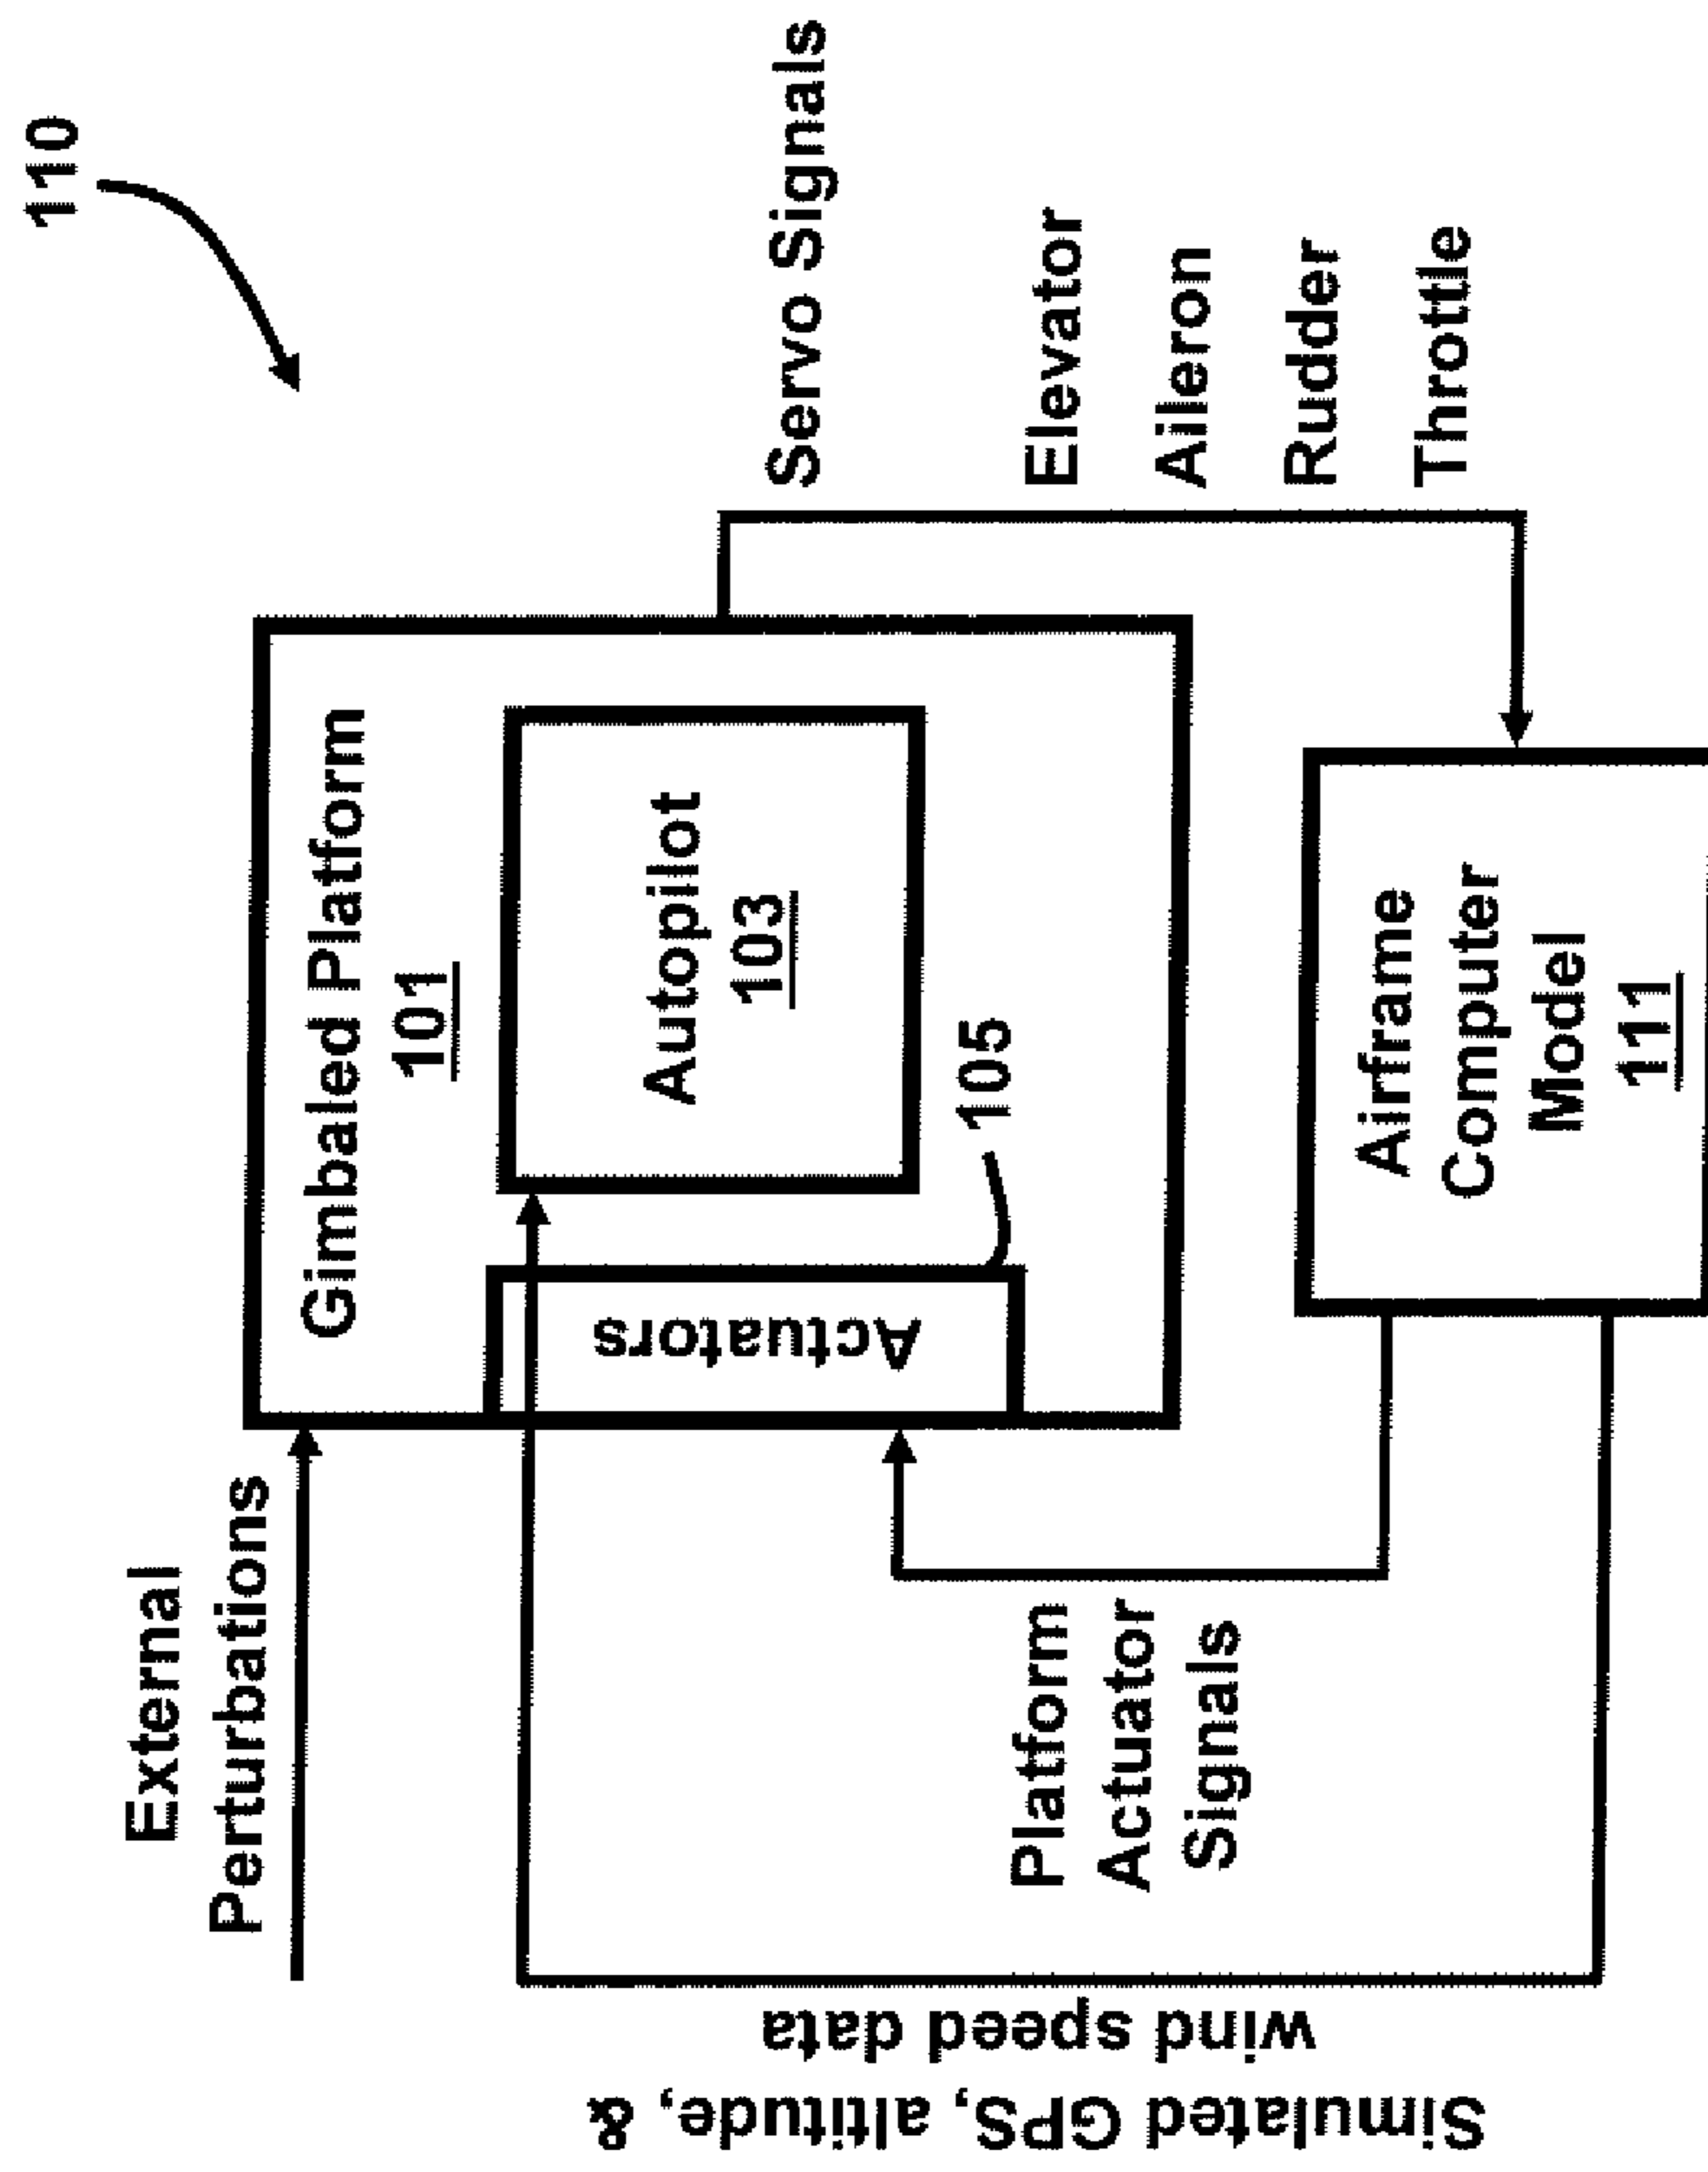 110
External
Perturbations
Gimbaled Platform
101
Autopilot
103
Actuators
105
Servo Signals
Elevator
Aileron
Rudder
Throttle
Platform
Actuator
Signals
Simulated GPS, altitude, &
wind speed data
Airframe
Computer
Model
111